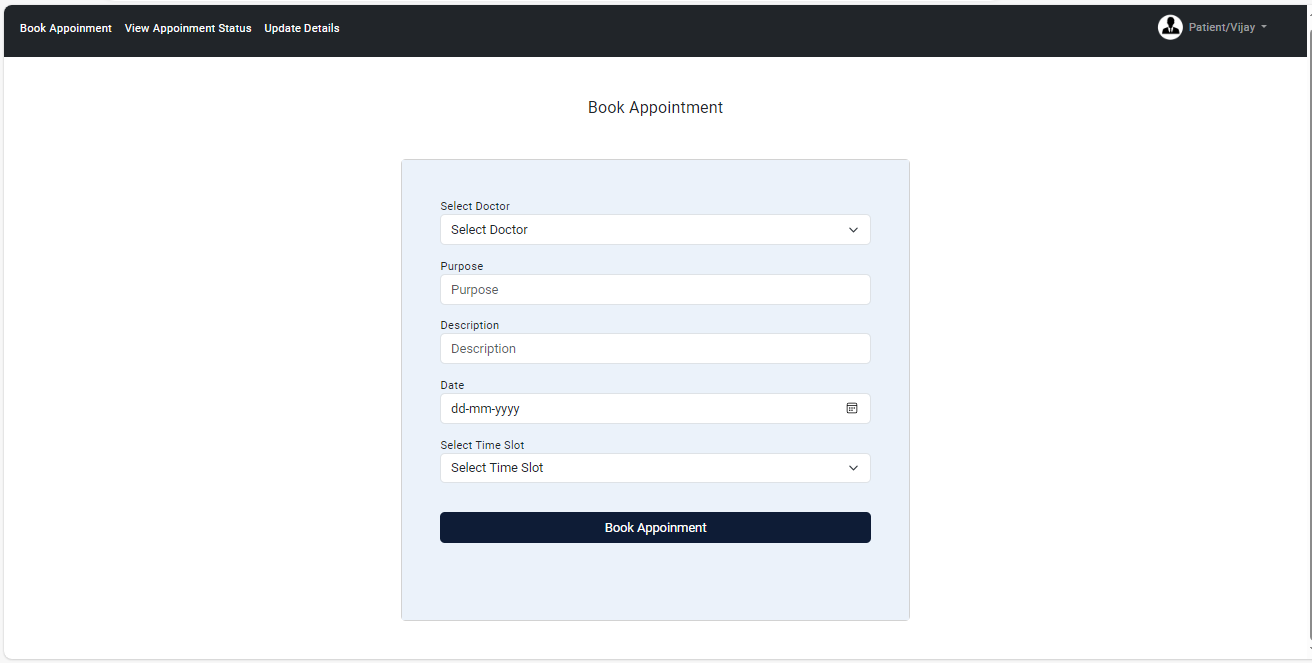 Book Appoinment View Appoinment Status Update Details Patient/Vijay
Book Appointment
Select Doctor
Select Doctor
Purpose
Purpose
Description
Description
Date
dd-mm-yyyy
Select Time Slot
Select Time Slot
Book Appoinment